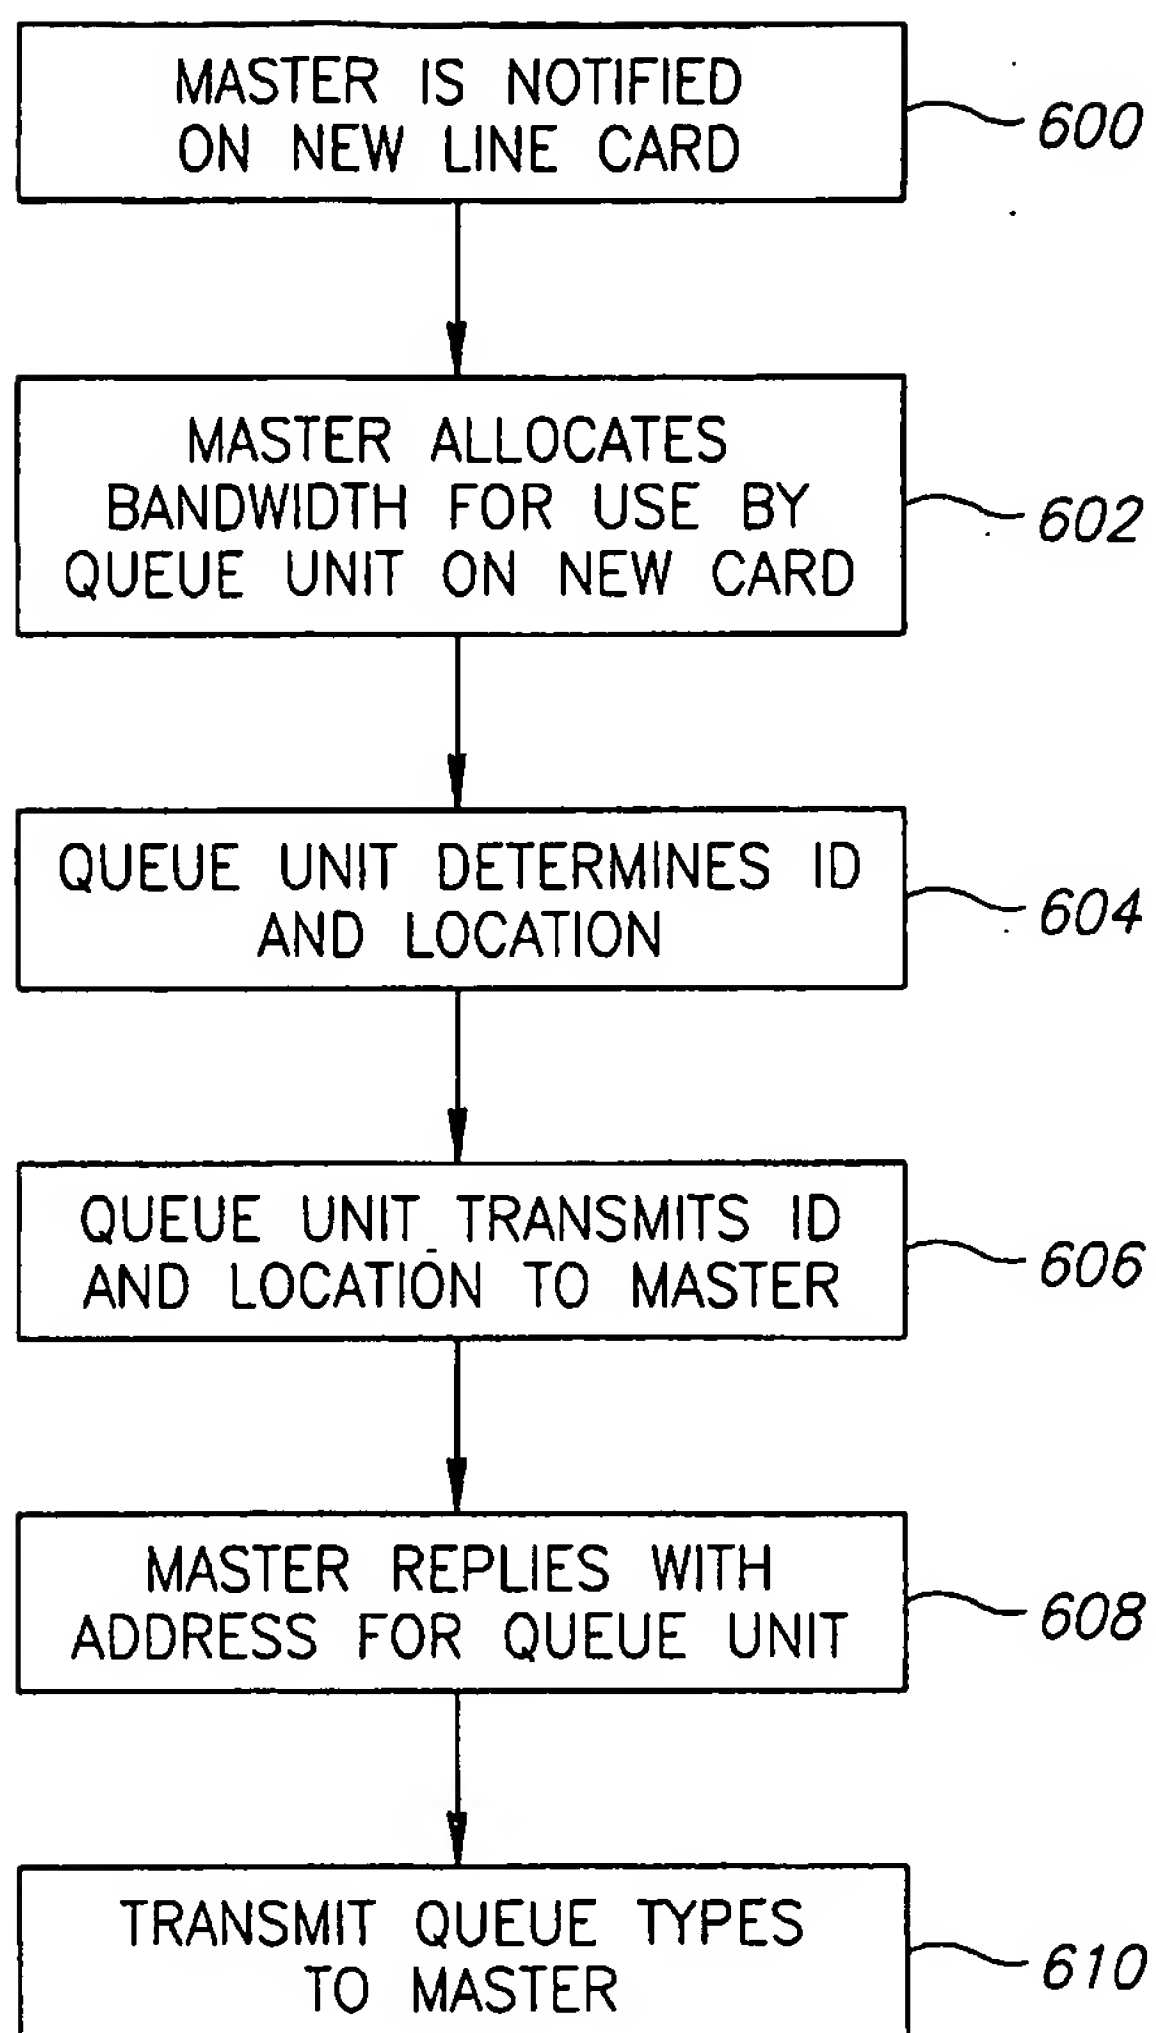 MASTER IS NOTIFIED
ON NEW LINE CARD
600
MASTER ALLOCATES
BANDWIDTH FOR USE BY
QUEUE UNIT ON NEW CARD
602
QUEUE UNIT DETERMINES ID
AND LOCATION
604
QUEUE UNIT TRANSMITS ID
AND LOCATION TO MASTER
606
MASTER REPLIES WITH
ADDRESS FOR QUEUE UNIT
608
TRANSMIT QUEUE TYPES
TO MASTER
610